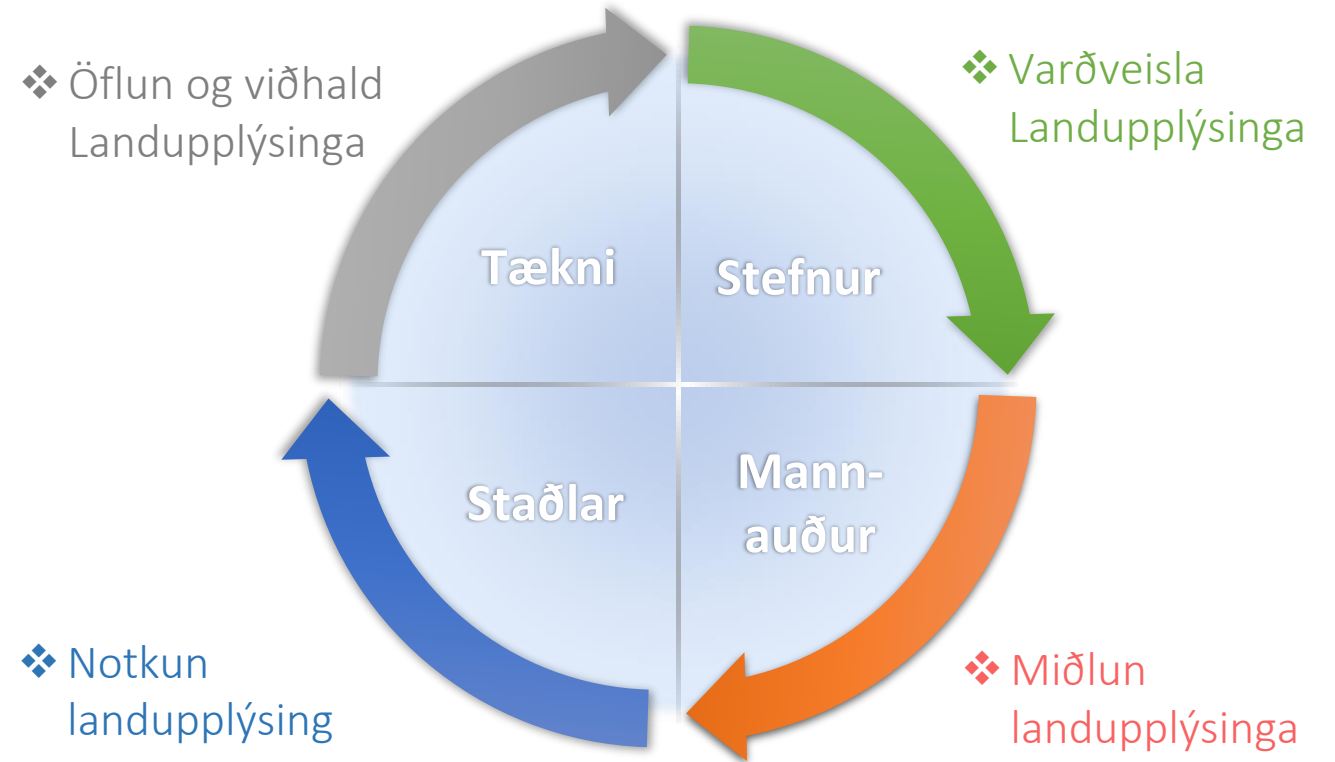 ❖ Öflun og viðhald
Landupplýsinga
❖ Varðveisla
Landupplýsinga
Tækni
Stefnur
Staðlar
Mann-
auður
❖ Notkun
landupplýsing
❖ Miðlun
landupplýsinga